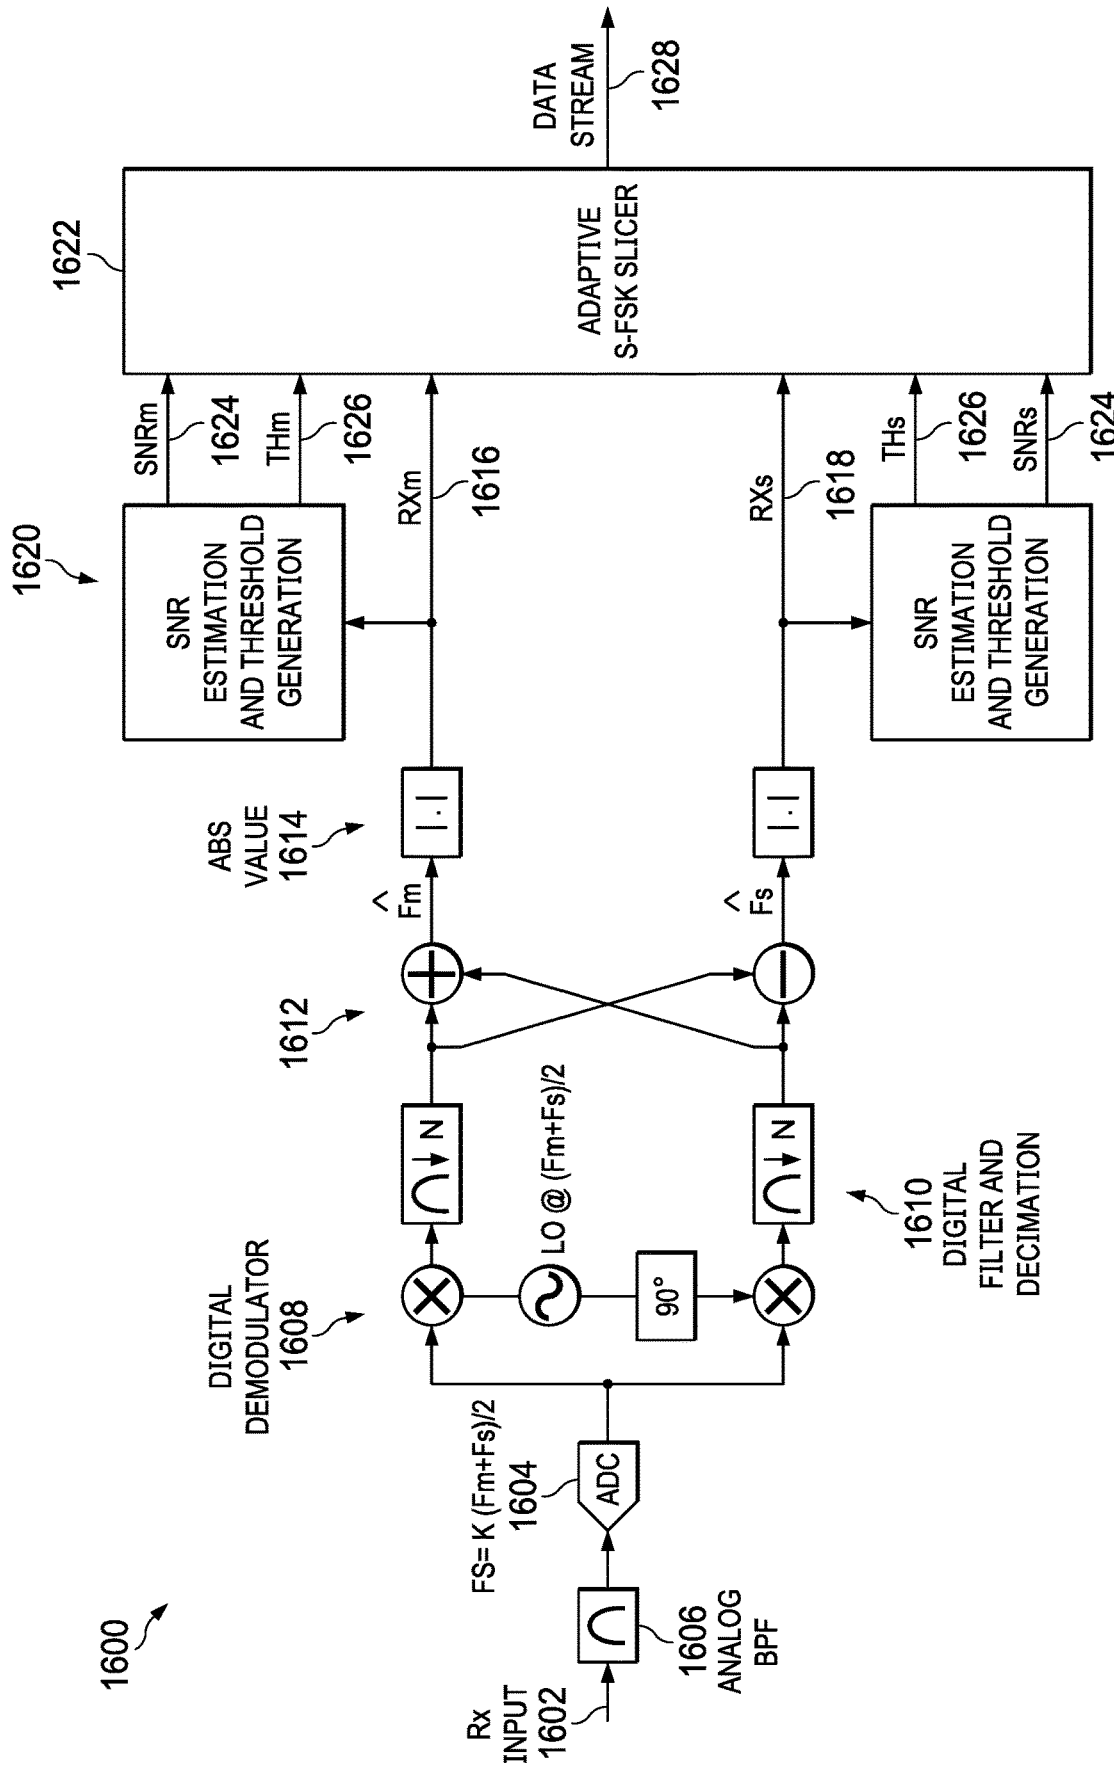 1600
Rx
INPUT
1602
1606
ANALOG
BPF
FS= K (Fm+Fs)/2
1604
ADC
DIGITAL
DEMODULATOR
1608
LO @ (Fm+Fs)/2
90°
↓ N
↓ N
1610
DIGITAL
FILTER AND
DECIMATION
1612
^
Fm
^
Fs
ABS
VALUE
1614
|.|
|.|
1620
SNR
ESTIMATION
AND THRESHOLD
GENERATION
SNR
ESTIMATION
AND THRESHOLD
GENERATION
SNRm
1624
THm
1626
RXm
1616
RXs
1618
THs
1626
SNRs
1624
1622
ADAPTIVE
S-FSK SLICER
DATA
STREAM
1628